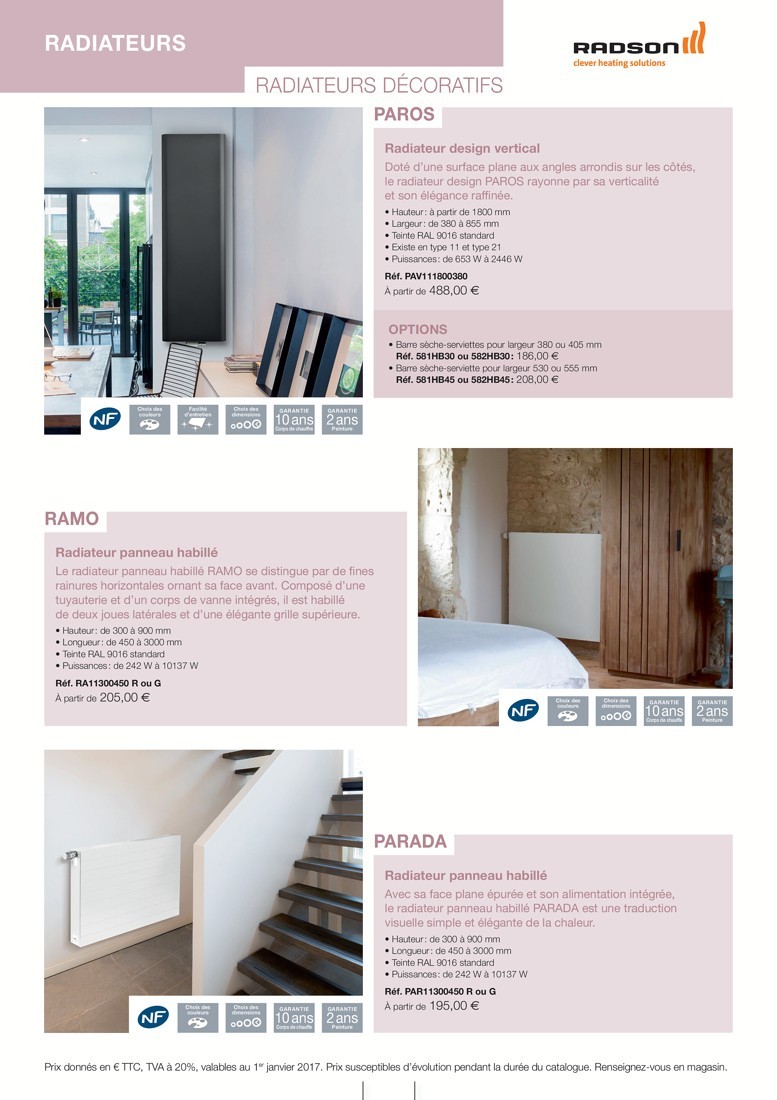 RADIATEURS
RADSON
clever heating solutions
RADIATEURS DÉCORATIFS
PAROS
Radiateur design vertical
Doté d'une surface plane aux angles arrondis sur les côtés,
le radiateur design PAROS rayonne par sa verticalité
et son élégance raffinée.
• Hauteur : à partir de 1800 mm
• Largeur : de 380 à 855 mm
• Teinte RAL 9016 standard
• Existe en type 11 et type 21
• Puissances : de 653 W à 2446 W
Réf. PAV111800380
À partir de 488,00 €
OPTIONS
• Barre sèche-serviettes pour largeur 380 ou 405 mm
Réf. 581HB30 ou 582HB30 : 186,00 €
• Barre sèche-serviette pour largeur 530 ou 555 mm
Réf. 581HB45 ou 582HB45 : 208,00 €
NF
Choix des
couleurs
Facilité
d'entretien
Choix des
dimensions
GARANTIE
10 ans
Corps de chauffe
GARANTIE
2 ans
Peinture
RAMO
Radiateur panneau habillé
Le radiateur panneau habillé RAMO se distingue par de fines
rainures horizontales ornant sa face avant. Composé d'une
tuyauterie et d'un corps de vanne intégrés, il est habillé
de deux joues latérales et d'une élégante grille supérieure.
• Hauteur : de 300 à 900 mm
• Longueur : de 450 à 3000 mm
• Teinte RAL 9016 standard
• Puissances : de 242 W à 10137 W
Réf. RA11300450 R ou G
À partir de 205,00 €
NF
Choix des
couleurs
Choix des
dimensions
GARANTIE
10 ans
Corps de chauffe
GARANTIE
2 ans
Peinture
PARADA
Radiateur panneau habillé
Avec sa face plane épurée et son alimentation intégrée,
le radiateur panneau habillé PARADA est une traduction
visuelle simple et élégante de la chaleur.
• Hauteur : de 300 à 900 mm
• Longueur : de 450 à 3000 mm
• Teinte RAL 9016 standard
• Puissances : de 242 W à 10137 W
Réf. PAR11300450 R ou G
À partir de 195,00 €
NF
Choix des
couleurs
Choix des
dimensions
GARANTIE
10 ans
Corps de chauffe
GARANTIE
2 ans
Peinture
Prix donnés en € TTC, TVA à 20%, valables au 1er janvier 2017. Prix susceptibles d'évolution pendant la durée du catalogue. Renseignez-vous en magasin.